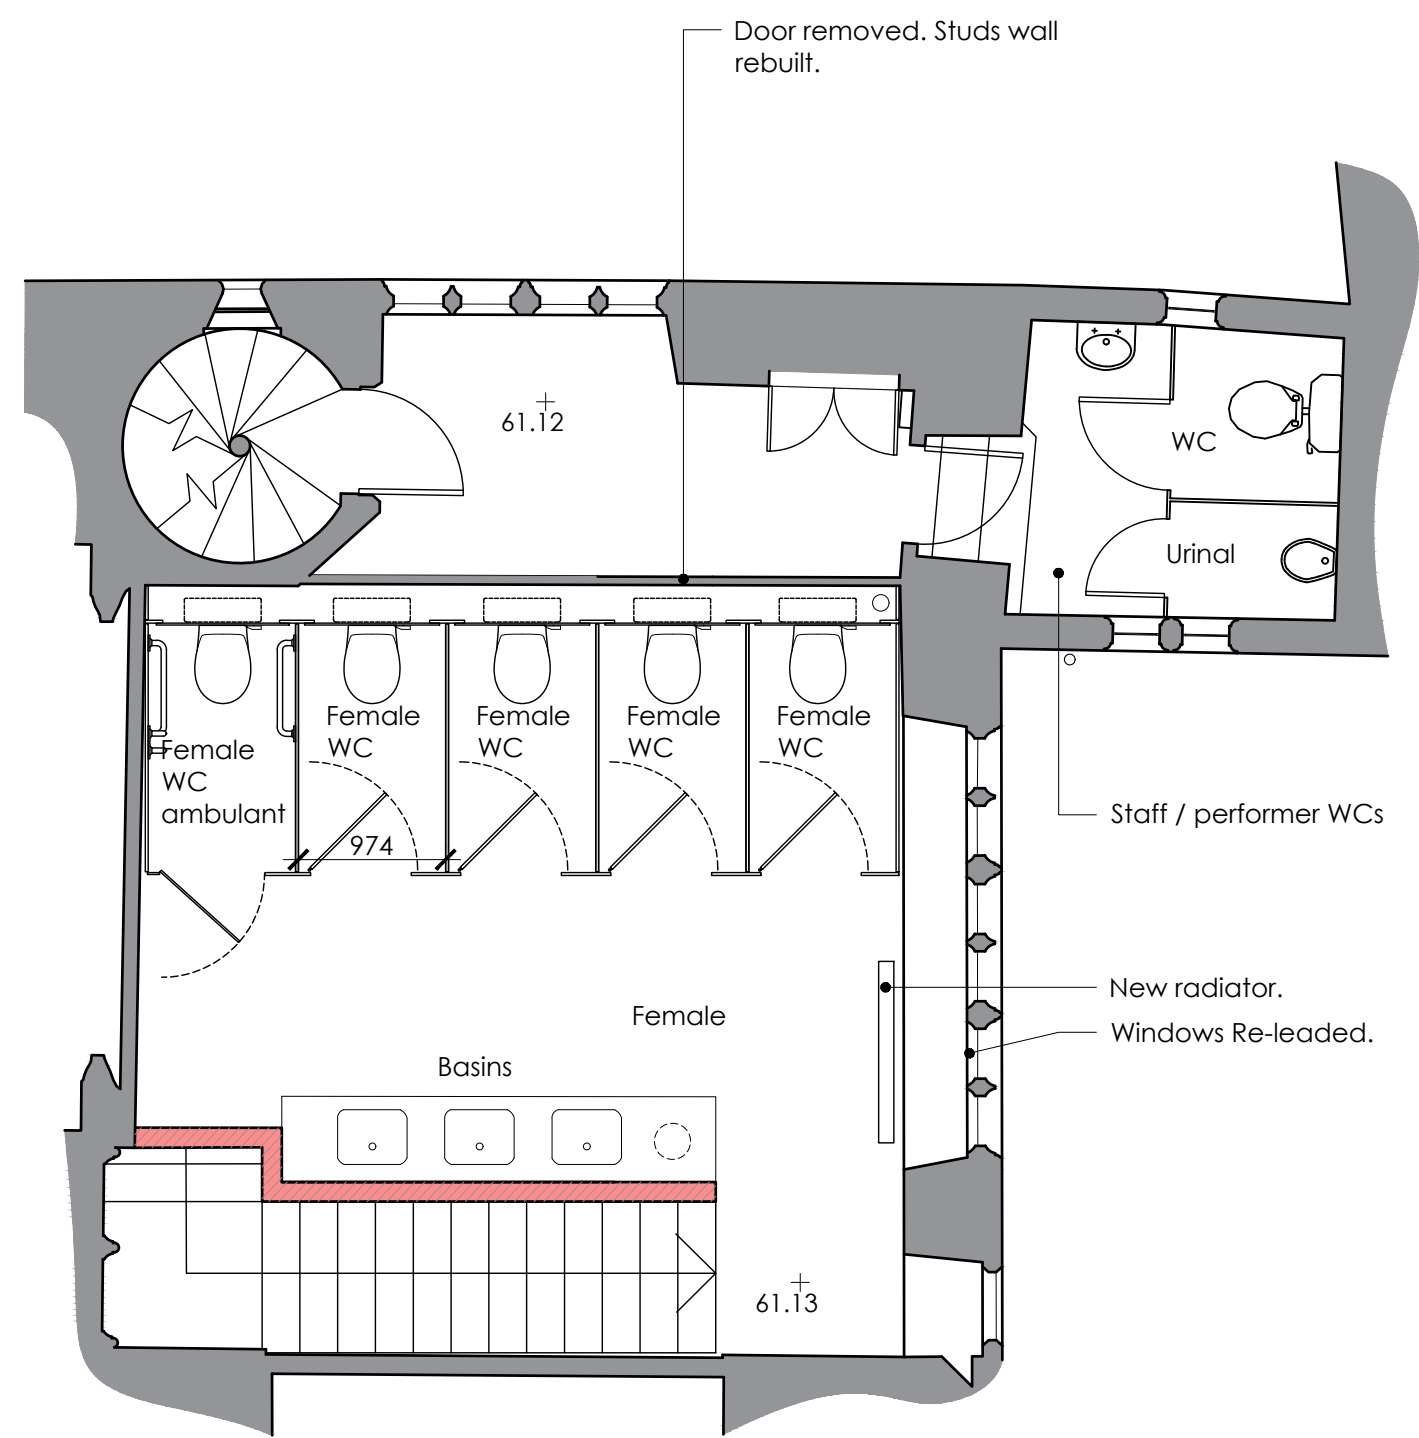 Door removed. Studs wall
rebuilt.
61.12
WC
Urinal
Female
WC
Female
WC
Female
WC
Female
WC
Female
WC
ambulant
974
Staff / performer WCs
New radiator.
Female
Windows Re-leaded.
Basins
61.13